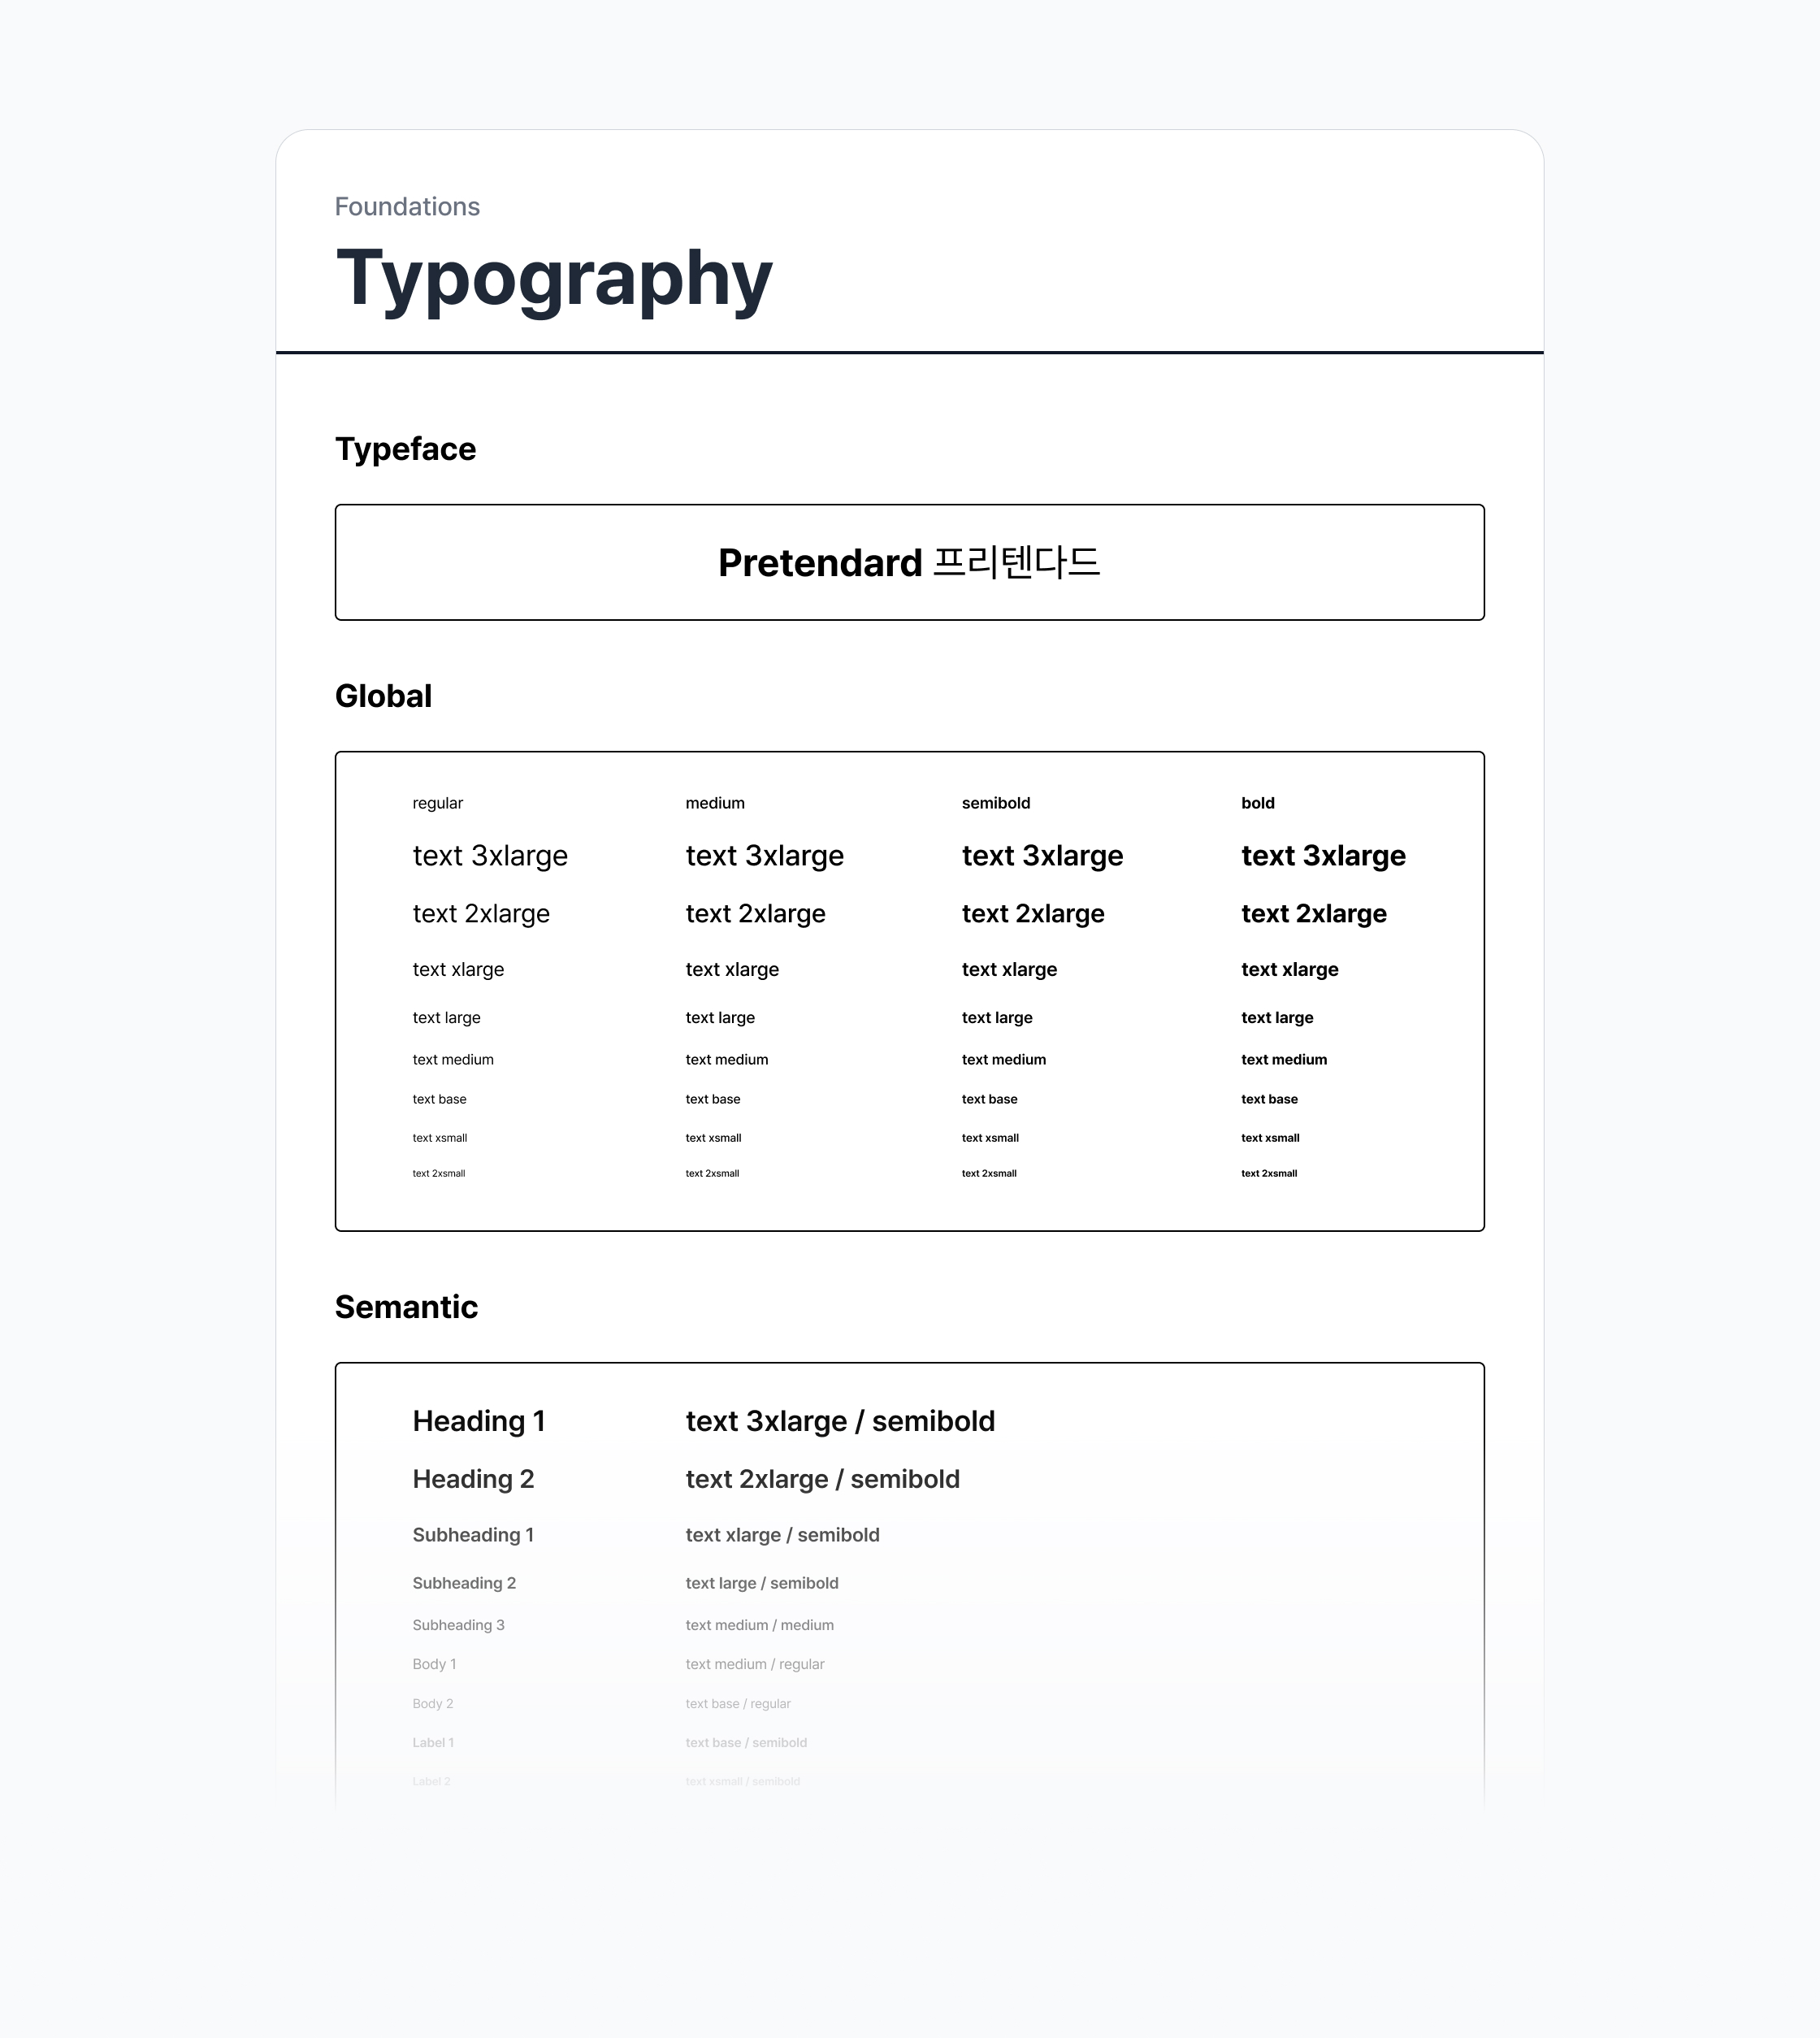 Foundations
Typography
Typeface
Pretendard 프리텐다드
Global
regular medium semibold bold
text 3xlarge text 3xlarge text 3xlarge text 3xlarge
text 2xlarge text 2xlarge text 2xlarge text 2xlarge
text xlarge text xlarge text xlarge text xlarge
text large text large text large text large
text medium text medium text medium text medium
text base text base text base text base
text xsmall text xsmall text xsmall text xsmall
text 2xsmall text 2xsmall text 2xsmall text 2xsmall
Semantic
Heading 1 text 3xlarge / semibold
Heading 2 text 2xlarge / semibold
Subheading 1 text xlarge / semibold
Subheading 2 text large / semibold
Subheading 3 text medium / medium
Body 1 text medium / regular
Body 2 text base / regular
Label 1 text base / semibold
Label 2 text xsmall / semibold